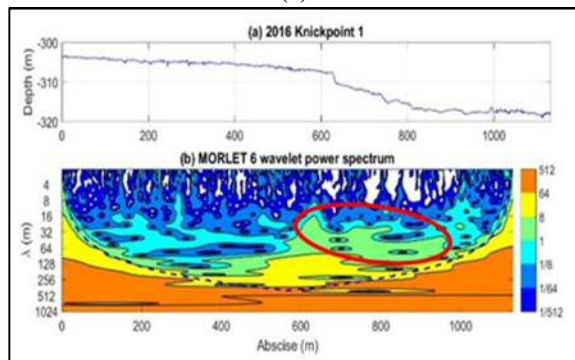 (a) 2016 Knickpoint 1
-300
-310
-320
Depth (m)
0 200 400 600 800 1000
(b) MORLET 6 wavelet power spectrum
4
8
16
32
64
128
256
512
1024
λ (m)
0 200 400 600 800 1000
Abscise (m)
512
64
8
1
1/8
1/64
1/512